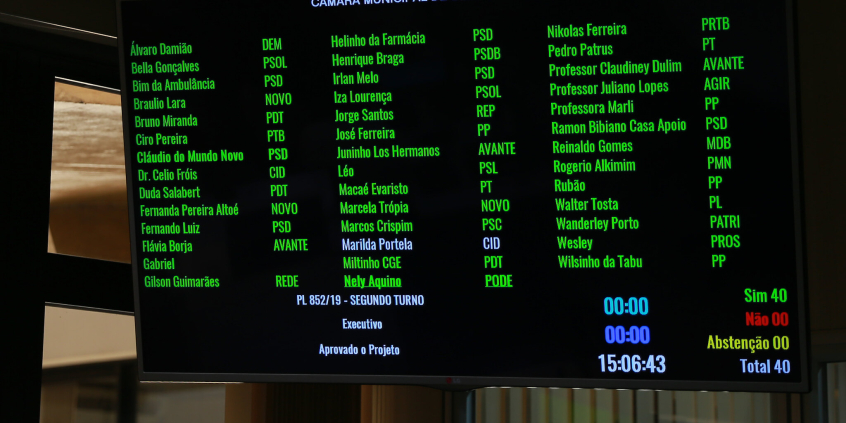 CÂMARA MUNICIPAL
Álvaro Damião DEM
Bella Gonçalves PSOL
Bim da Ambulância PSD
Braulio Lara NOVO
Bruno Miranda PDT
Ciro Pereira PTB
Cláudio do Mundo Novo PSD
Dr. Celio Fróis CID
Duda Salabert PDT
Fernanda Pereira Altoé NOVO
Fernando Luiz PSD
Flávia Borja AVANTE
Gabriel
Gilson Guimarães REDE
Helinho da Farmácia PSD
Henrique Braga PSDB
Irlan Melo PSD
Iza Lourença PSOL
Jorge Santos REP
José Ferreira PP
Juninho Los Hermanos AVANTE
Léo PSL
Macaé Evaristo PT
Marcela Trópia NOVO
Marcos Crispim PSC
Marilda Portela CID
Miltinho CGE PDT
Nely Aquino PODE
Nikolas Ferreira PRTB
Pedro Patrus PT
Professor Claudiney Dulim AVANTE
Professor Juliano Lopes AGIR
Professora Marli PP
Ramon Bibiano Casa Apoio PSD
Reinaldo Gomes MDB
Rogerio Alkimim PMN
Rubão PP
Walter Tosta PL
Wanderley Porto PATRI
Wesley PROS
Wilsinho da Tabu PP
PL 852/19 - SEGUNDO TURNO
Executivo
Aprovado o Projeto
00:00
00:00
15:06:43
Sim 40
Não 00
Abstenção 00
Total 40